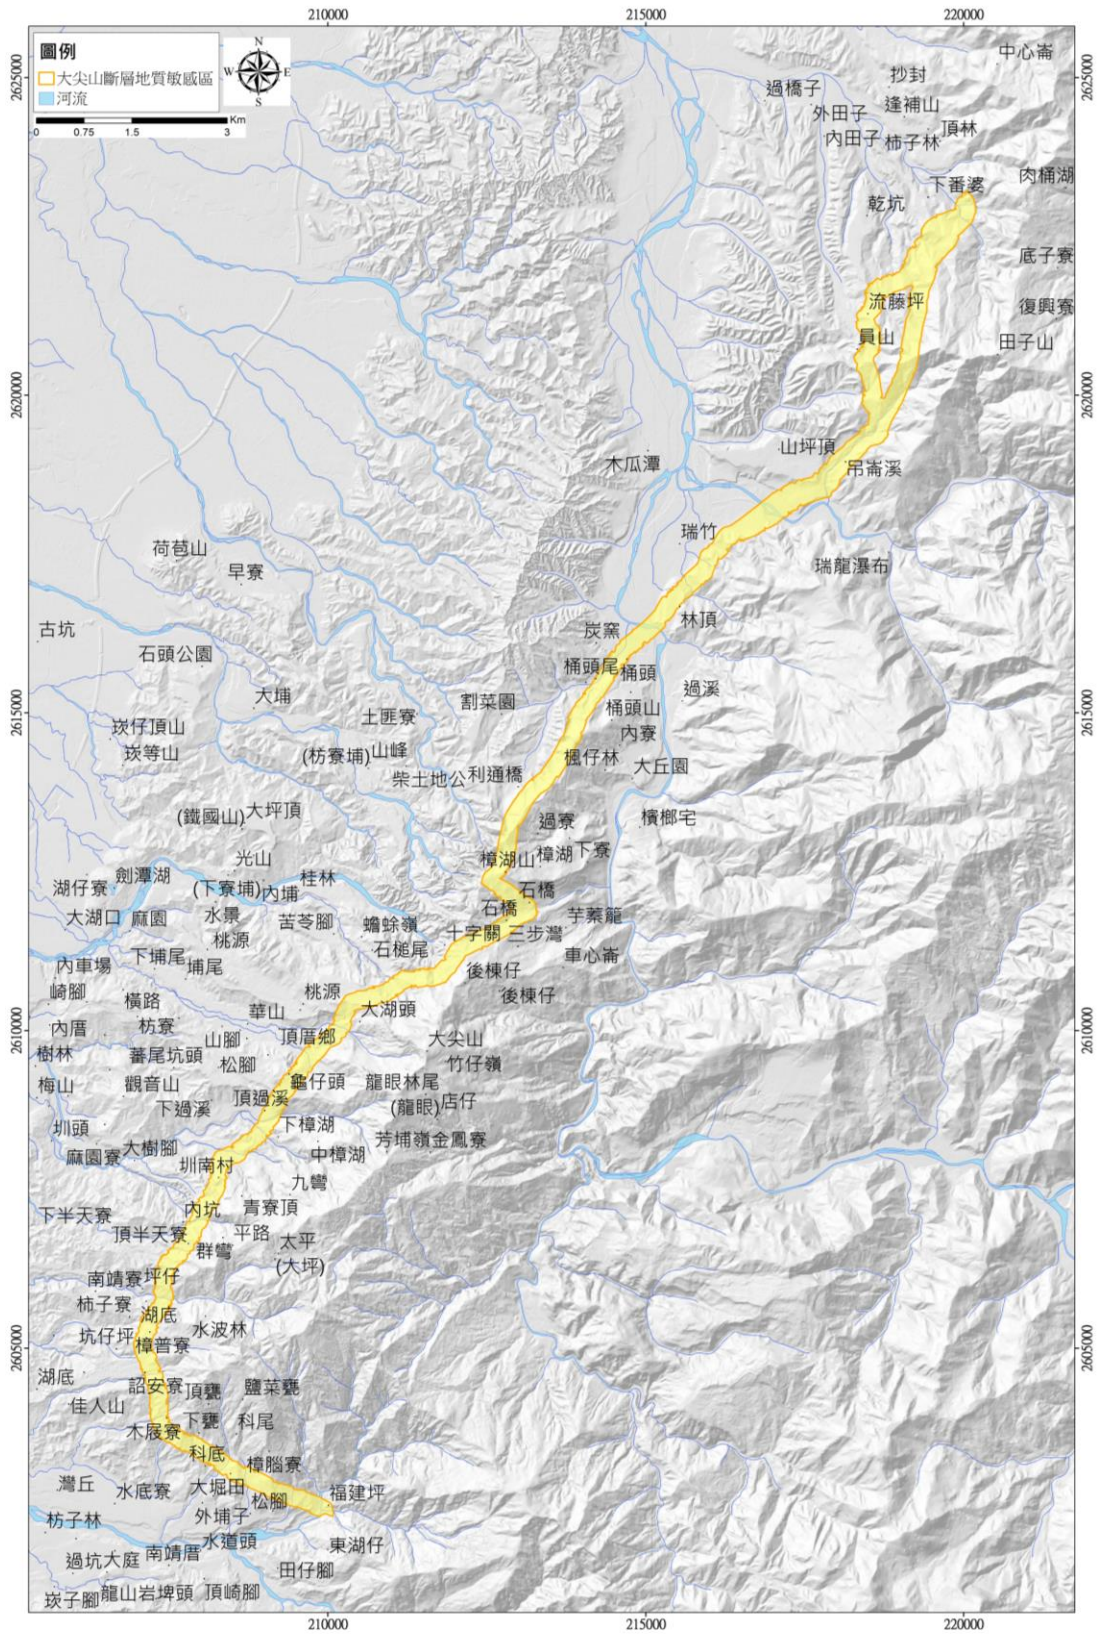 210000
215000
220000
圖例
大尖山斷層地質敏感區
河流
N
W
E
S
Km
0
0.75
1.5
3
2625000
2625000
中心崙
抄封
過橋子
逢補山
外田子
頂林
內田子
柿子林
肉桶湖
下番婆
乾坑
底子寮
流藤坪
復興寮
員山
田子山
2620000
2620000
山坪頂
木瓜潭
吊崙溪
瑞竹
荷苞山
瑞龍瀑布
早寮
林頂
古坑
炭窯
石頭公園
桶頭尾
桶頭
過溪
大埔
割菜園
桶頭山
2615000
2615000
土匪寮
崁仔頂山
內寮
崁等山
(枋寮埔)
山峰
楓仔林
大丘園
柴土地公
利通橋
(鐵國山)
大坪頂
過寮
檳榔宅
光山
樟湖山
樟湖
下寮
劍潭湖
桂林
湖仔寮
(下寮埔)
內埔
石橋
大湖口
麻園
水景
苦苓腳
蟾蜍嶺
石橋
芋蓁籠
桃源
石槌尾
十字關
三步灣
內車場
下埔尾
埔尾
後棟仔
車心崙
崎腳
橫路
桃源
後棟仔
華山
大湖頭
內厝
枋寮
2610000
2610000
山腳
頂厝鄉
大尖山
樹林
蕃尾坑頭
松腳
竹仔嶺
梅山
觀音山
龜仔頭
龍眼林尾
下過溪
頂過溪
(龍眼)
店仔
圳頭
下樟湖
大樹腳
芳埔嶺
金鳳寮
麻園寮
圳南村
中樟湖
九彎
下半天寮
內坑
青寮頂
頂半天寮
平路
群彎
太平
(大坪)
南靖寮
坪仔
柿子寮
湖底
坑仔坪
水波林
2605000
2605000
樟普寮
湖底
詔安寮
頂甕
鹽菜甕
佳人山
下甕
科尾
木屐寮
科底
樟腦寮
灣丘
水底寮
大堀田
松腳
福建坪
枋子林
外埔子
水道頭
東湖仔
過坑
大庭
南靖厝
田仔腳
崁子腳
龍山岩
埤頭
頂崎腳
210000
215000
220000